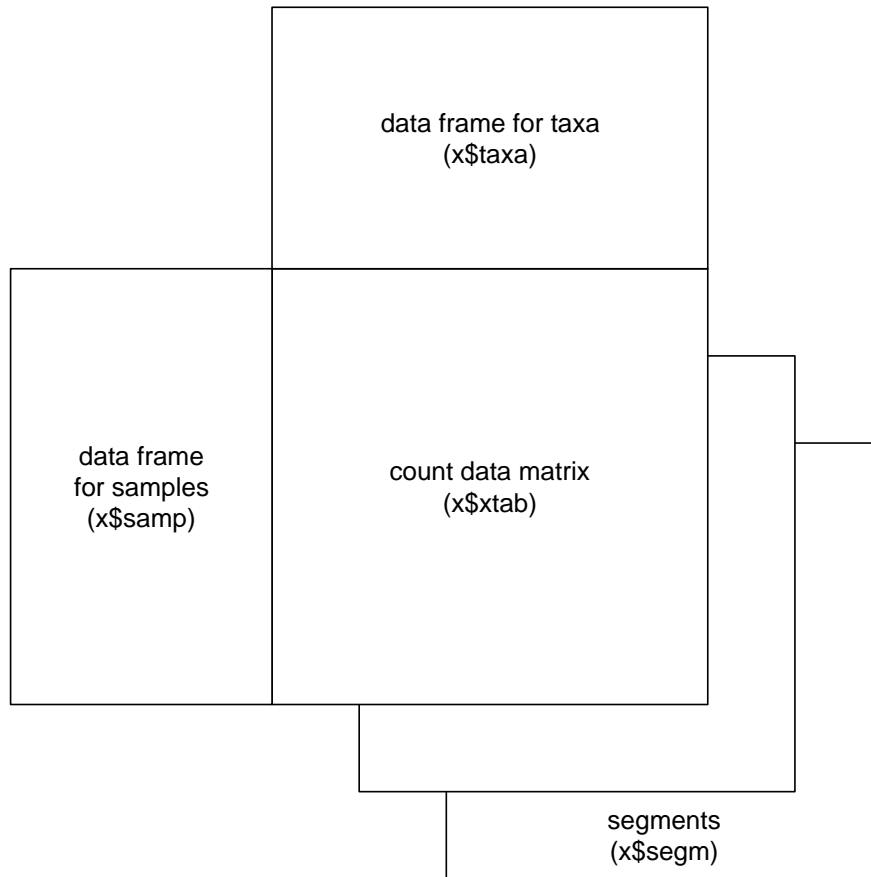 data frame for taxa
(x$taxa)
data frame
for samples
(x$samp)
count data matrix
(x$xtab)
segments
(x$segm)